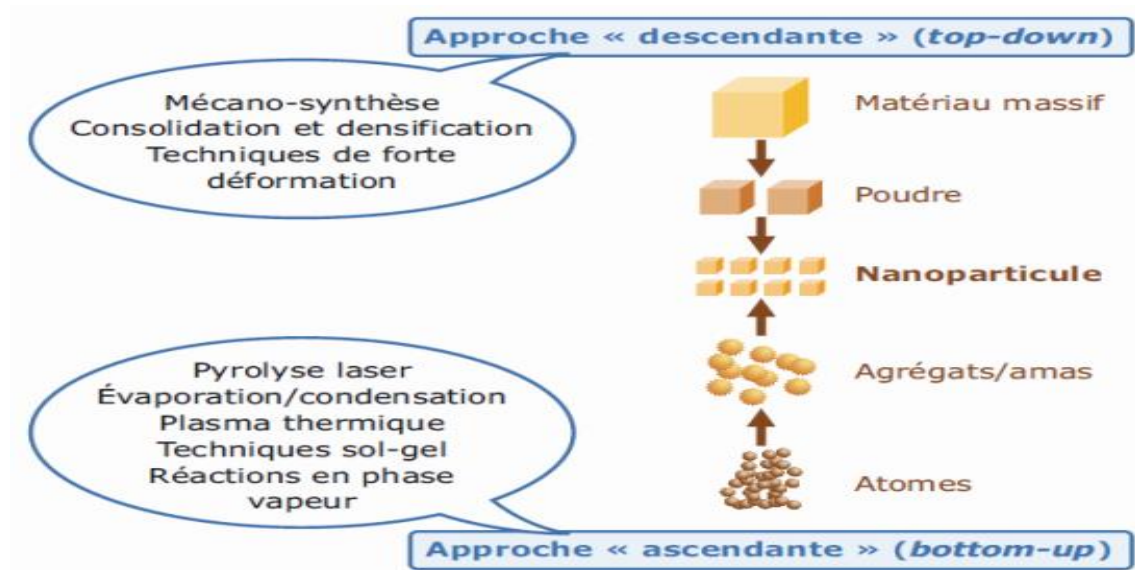 Approche « descendante » (top-down)
Mécano-synthèse
Consolidation et densification
Techniques de forte
déformation
Matériau massif
Poudre
Nanoparticule
Agrégats/amas
Atomes
Pyrolyse laser
Évaporation/condensation
Plasma thermique
Techniques sol-gel
Réactions en phase
vapeur
Approche « ascendante » (bottom-up)